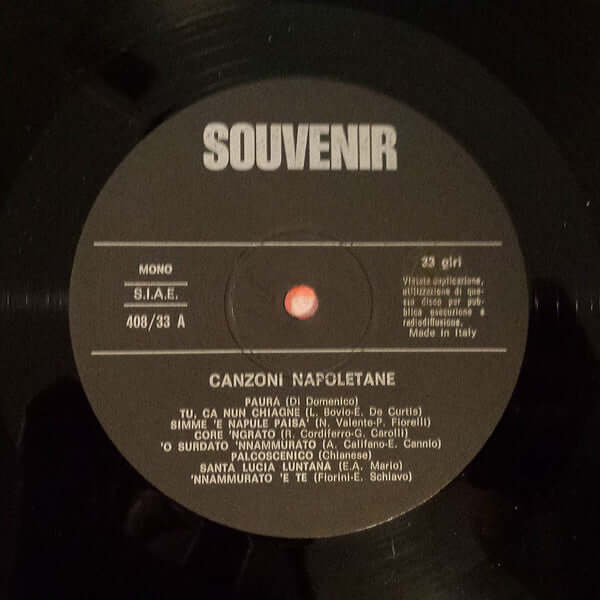 SOUVENIR
MONO
S.I.A.E.
408/33 A
33 giri
Vietata duplicazione,
utilizzazione di que-
sto disco per pub-
blica esecuzione e
radiodiffusione.
Made in Italy
CANZONI NAPOLETANE
PAURA (Di Domenico)
TU, CA NUN CHIAGNE (L. Bovio-E. De Curtis)
SIMME 'E NAPULE PAISA' (N. Valente-P. Fiorelli)
CORE 'NGRATO (R. Cordiferro-G. Carolli)
'O SURDATO 'NNAMMURATO (A. Califano-E. Cannio)
PALCOSCENICO (Chianese)
SANTA LUCIA LUNTANA (E.A. Mario)
'NNAMMURATO 'E TE (Fiorini-E. Schiavo)